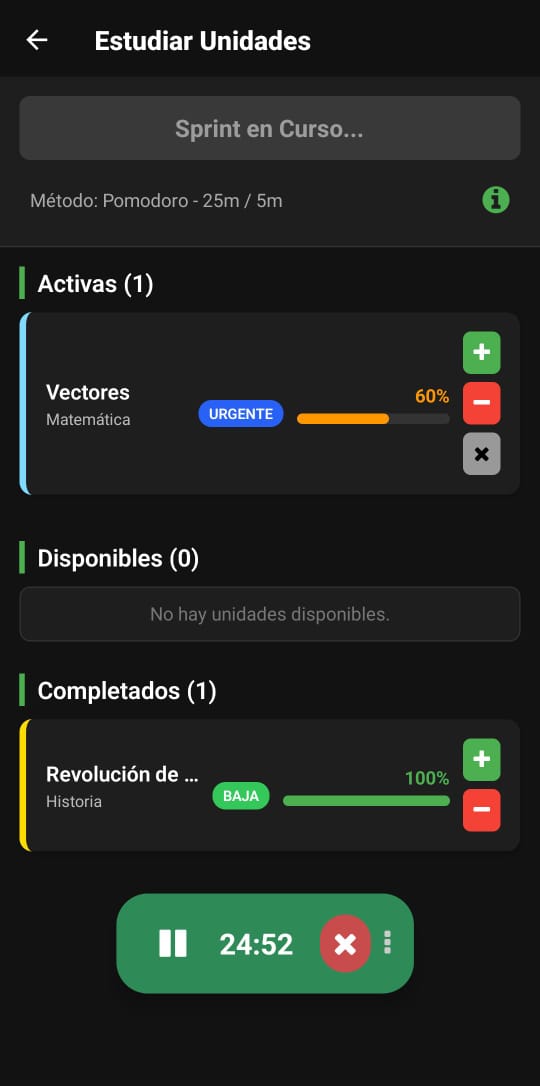 Estudiar Unidades
Sprint en Curso...
Método: Pomodoro - 25m / 5m
Activas (1)
Vectores
Matemática
URGENTE
60%
Disponibles (0)
No hay unidades disponibles.
Completados (1)
Revolución de ...
Historia
BAJA
100%
24:52